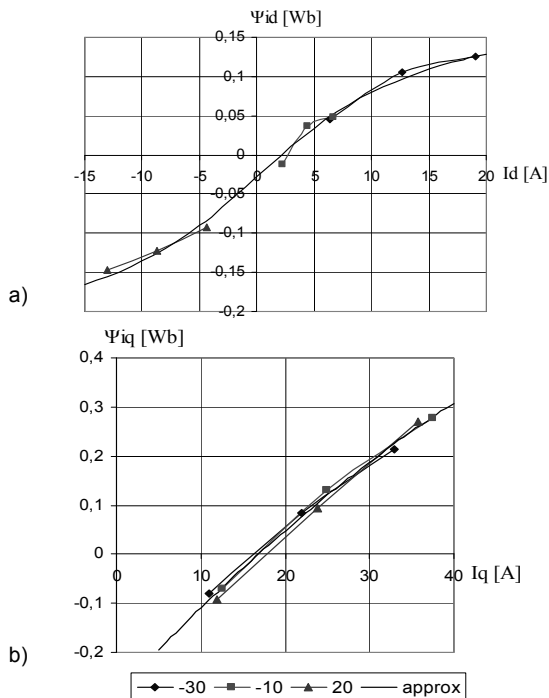 Ψid [Wb]
0,15
0,1
0,05
0
-15 -10 -5 0 5 10 15 20
Id [A]
-0,05
-0,1
-0,15
-0,2
a)
Ψiq [Wb]
0,4
0,3
0,2
0,1
0
0 10 20 30 40
Iq [A]
-0,1
-0,2
b)
-30 -10 20 approx